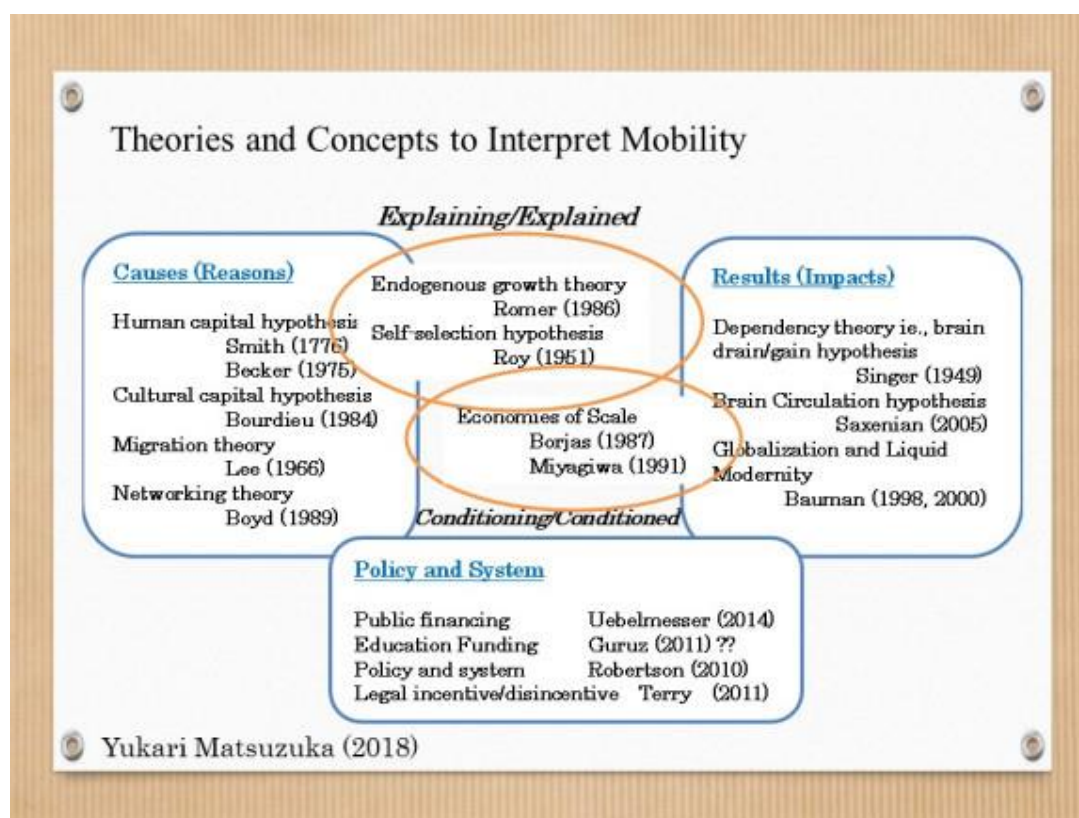 Theories and Concepts to Interpret Mobility
Explaining/Explained
Causes (Reasons)
Human capital hypothesis
Smith (1776)
Becker (1975)
Cultural capital hypothesis
Bourdieu (1984)
Migration theory
Lee (1966)
Networking theory
Boyd (1989)
Endogenous growth theory
Romer (1986)
Self-selection hypothesis
Roy (1951)
Economies of Scale
Borjas (1987)
Miyagiwa (1991)
Conditioning/Conditioned
Results (Impacts)
Dependency theory ie., brain
drain/gain hypothesis
Singer (1949)
Brain Circulation hypothesis
Saxenian (2005)
Globalization and Liquid
Modernity
Bauman (1998, 2000)
Policy and System
Public financing Uebelmesser (2014)
Education Funding Guruz (2011) ??
Policy and system Robertson (2010)
Legal incentive/disincentive Terry (2011)
Yukari Matsuzuka (2018)